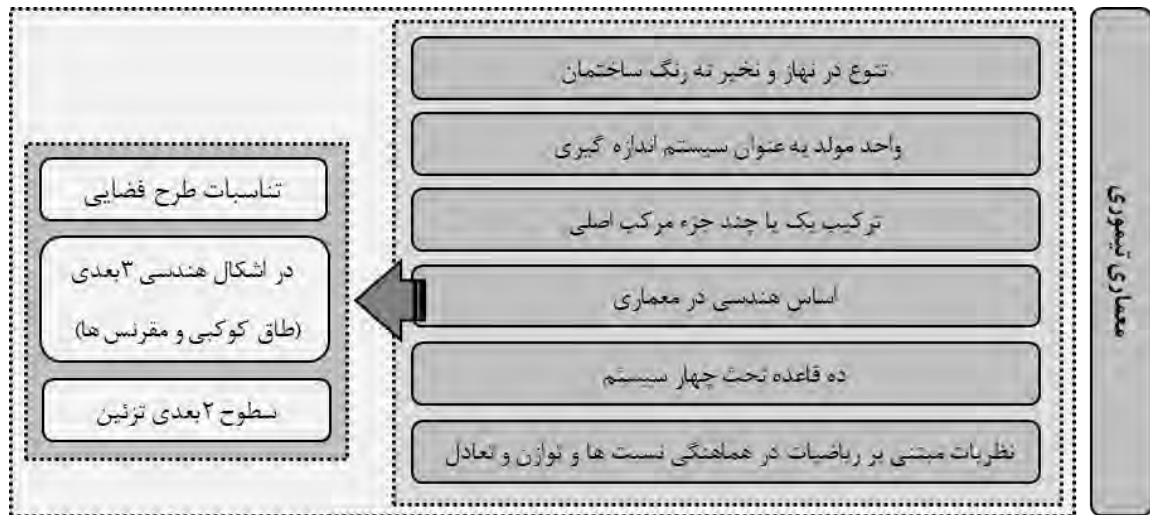 معماری تیموری
تنوع در نهاز و نخیر ته رنگ ساختمان
واحد مولد به عنوان سیستم اندازه گیری
ترکیب یک یا چند جزء مرکب اصلی
اساس هندسی در معماری
ده قاعده تحت چهار سیستم
نظریات مبتنی بر ریاضیات در هماهنگی نسبت ها و توازن و تعادل
تناسبات طرح فضایی
در اشکال هندسی ۳بعدی
(طاق کوکبی و مقرنس ها)
سطوح ۲بعدی تزئین